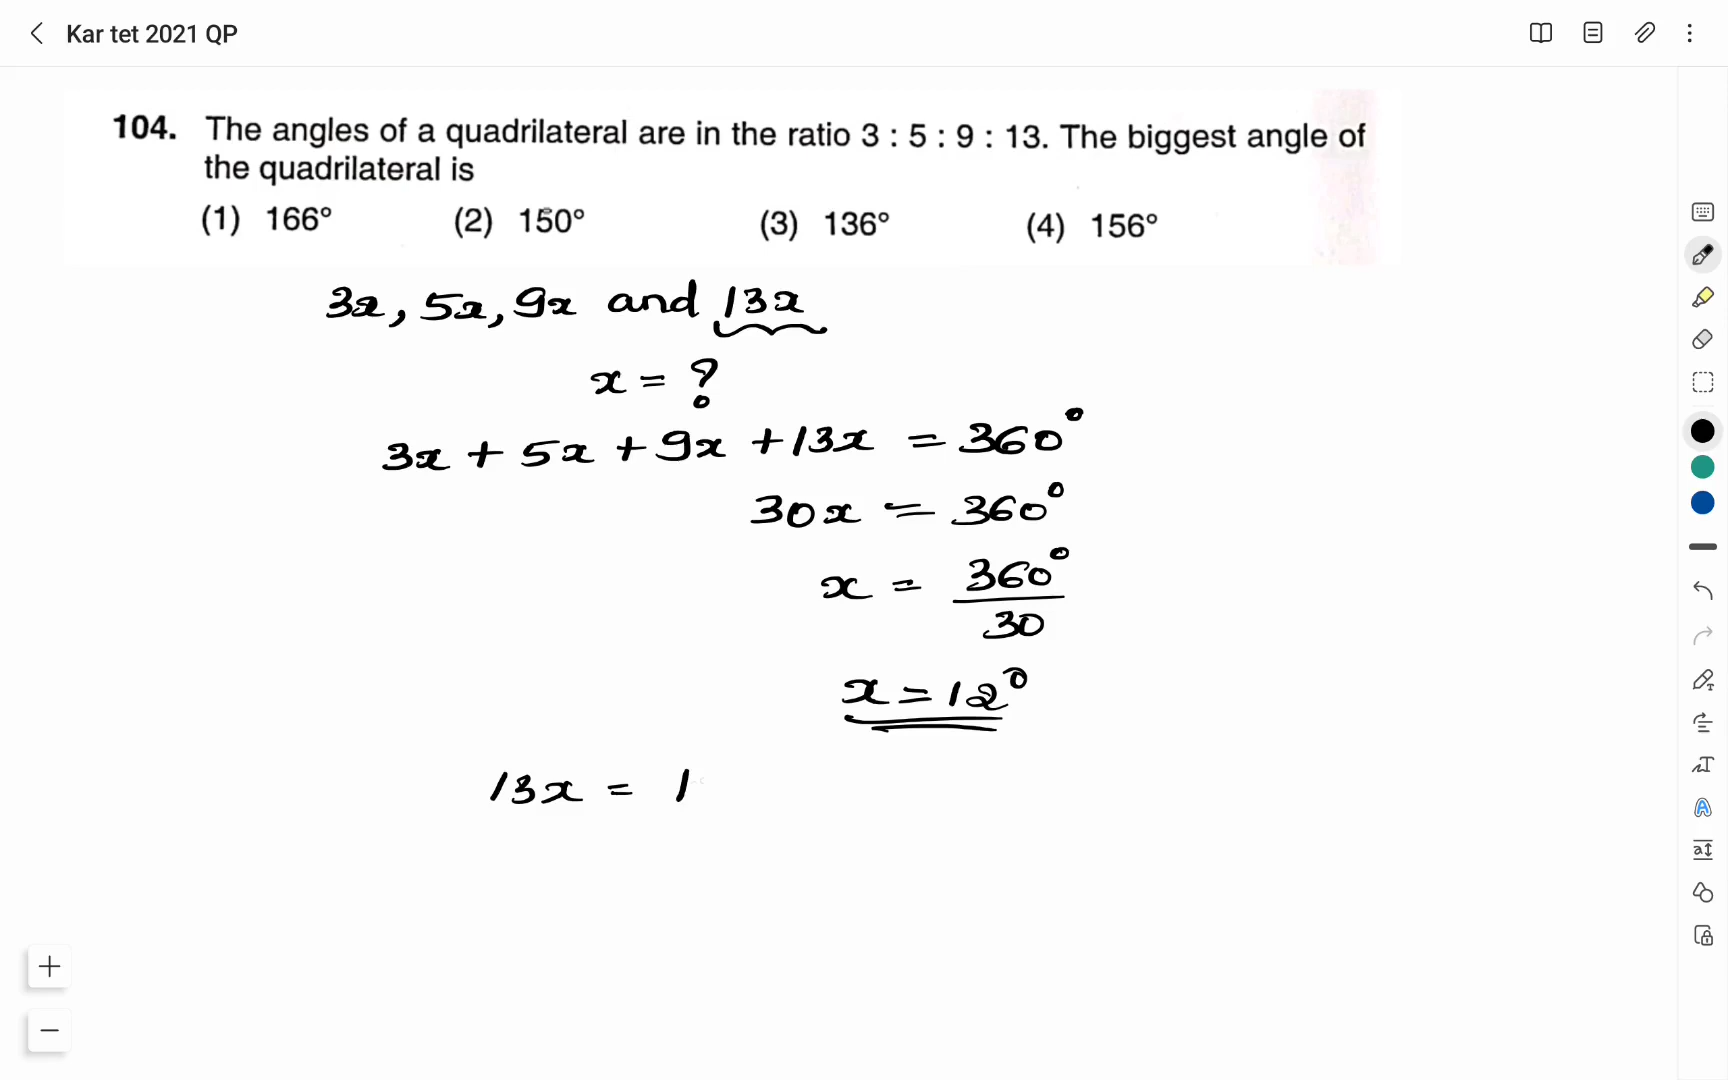 Kar tet 2021 QP
104. The angles of a quadrilateral are in the ratio 3 : 5 : 9 : 13. The biggest angle of
the quadrilateral is
(1) 166° (2) 150° (3) 136° (4) 156°
3x, 5x, 9x and 13x
x = ?
3x + 5x + 9x + 13x = 360°
30x = 360°
x = 360°
30
x = 12°
13x = 1